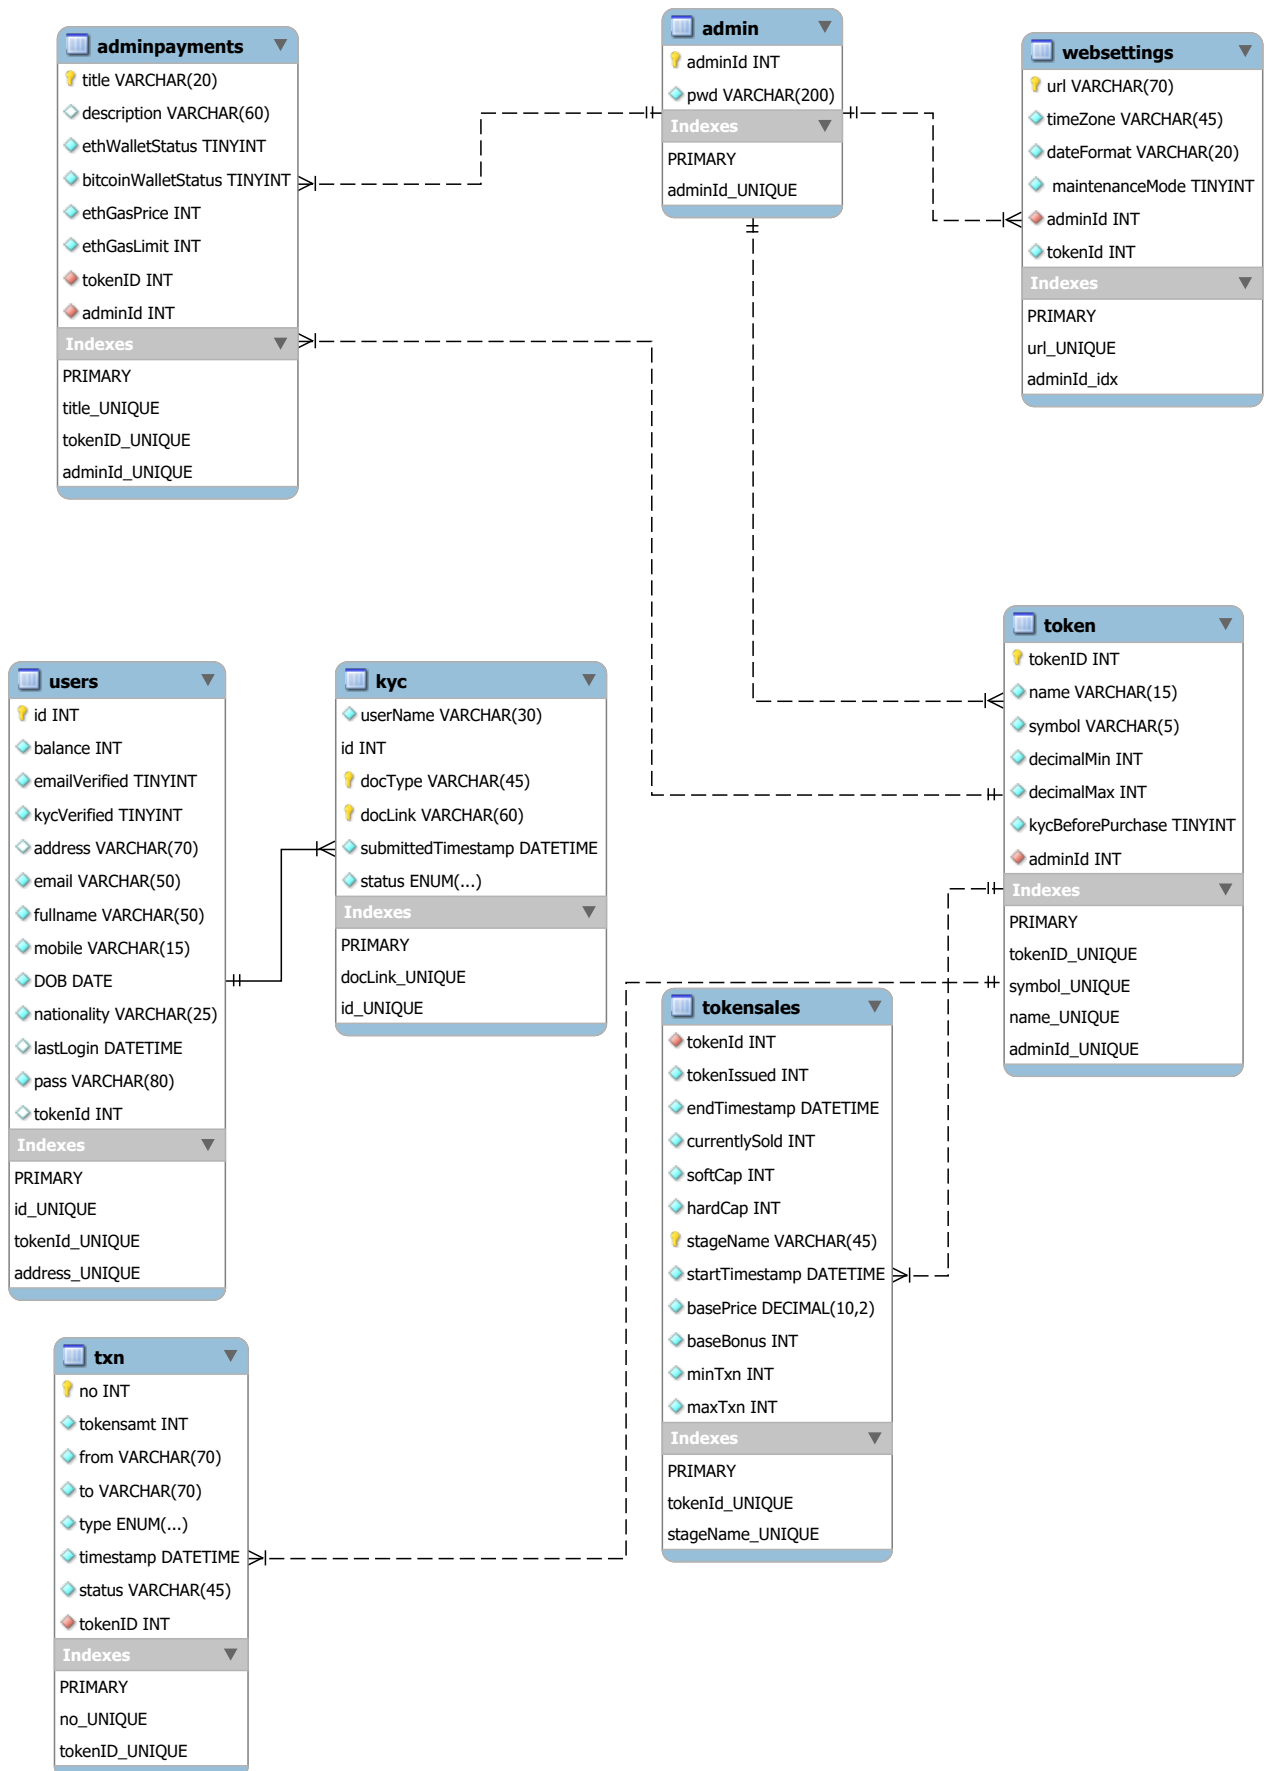 adminpayments
title VARCHAR(20)
description VARCHAR(60)
ethWalletStatus TINYINT
bitcoinWalletStatus TINYINT
ethGasPrice INT
ethGasLimit INT
tokenID INT
adminId INT
Indexes
PRIMARY
title_UNIQUE
tokenID_UNIQUE
adminId_UNIQUE
admin
adminId INT
pwd VARCHAR(200)
Indexes
PRIMARY
adminId_UNIQUE
websettings
url VARCHAR(70)
timeZone VARCHAR(45)
dateFormat VARCHAR(20)
maintenanceMode TINYINT
adminId INT
tokenId INT
Indexes
PRIMARY
url_UNIQUE
adminId_idx
users
id INT
balance INT
emailVerified TINYINT
kycVerified TINYINT
address VARCHAR(70)
email VARCHAR(50)
fullname VARCHAR(50)
mobile VARCHAR(15)
DOB DATE
nationality VARCHAR(25)
lastLogin DATETIME
pass VARCHAR(80)
tokenId INT
Indexes
PRIMARY
id_UNIQUE
tokenId_UNIQUE
address_UNIQUE
kyc
userName VARCHAR(30)
id INT
docType VARCHAR(45)
docLink VARCHAR(60)
submittedTimestamp DATETIME
status ENUM(...)
Indexes
PRIMARY
docLink_UNIQUE
id_UNIQUE
token
tokenID INT
name VARCHAR(15)
symbol VARCHAR(5)
decimalMin INT
decimalMax INT
kycBeforePurchase TINYINT
adminId INT
Indexes
PRIMARY
tokenID_UNIQUE
symbol_UNIQUE
name_UNIQUE
adminId_UNIQUE
tokensales
tokenId INT
tokenIssued INT
endTimestamp DATETIME
currentlySold INT
softCap INT
hardCap INT
stageName VARCHAR(45)
startTimestamp DATETIME
basePrice DECIMAL(10,2)
baseBonus INT
minTxn INT
maxTxn INT
Indexes
PRIMARY
tokenId_UNIQUE
stageName_UNIQUE
txn
no INT
tokensamt INT
from VARCHAR(70)
to VARCHAR(70)
type ENUM(...)
timestamp DATETIME
status VARCHAR(45)
tokenID INT
Indexes
PRIMARY
no_UNIQUE
tokenID_UNIQUE